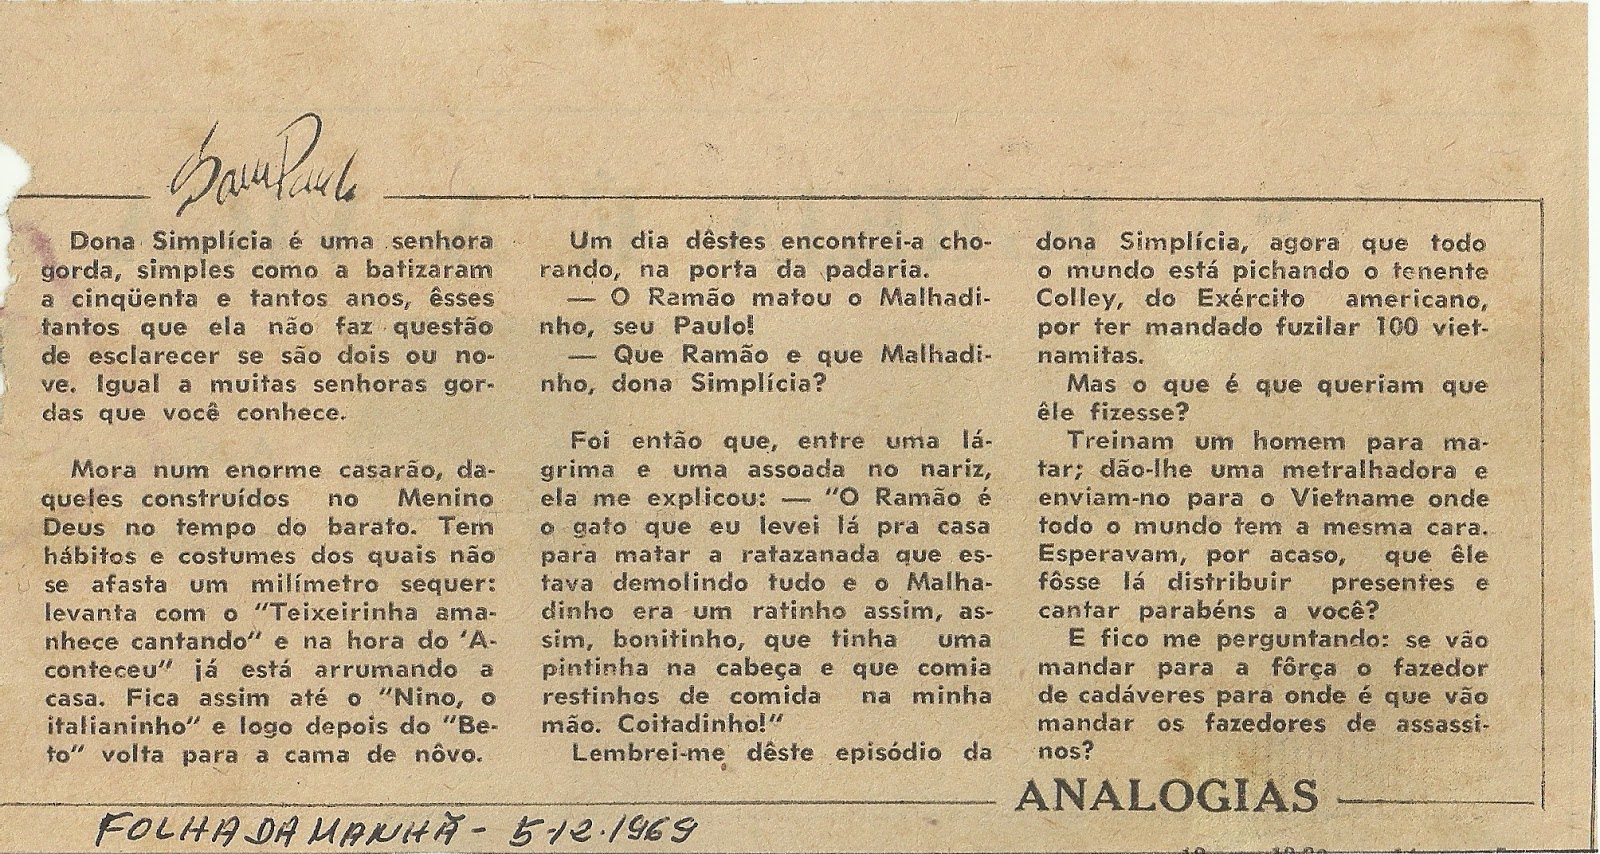 SamPaulo
Dona Simplícia é uma senhora
gorda, simples como a batizaram
a cinqüenta e tantos anos, êsses
tantos que ela não faz questão
de esclarecer se são dois ou no-
ve. Igual a muitas senhoras gor-
das que você conhece.
Mora num enorme casarão, da-
queles construídos no Menino
Deus no tempo do barato. Tem
hábitos e costumes dos quais não
se afasta um milímetro sequer:
levanta com o "Teixeirinha ama-
nhece cantando" e na hora do 'A-
conteceu" já está arrumando a
casa. Fica assim até o "Nino, o
italianinho" e logo depois do "Be-
to" volta para a cama de nôvo.
Um dia dêstes encontrei-a cho-
rando, na porta da padaria.
— O Ramão matou o Malhadi-
nho, seu Paulo!
— Que Ramão e que Malhadi-
nho, dona Simplícia?
Foi então que, entre uma lá-
grima e uma assoada no nariz,
ela me explicou: — "O Ramão é
o gato que eu levei lá pra casa
para matar a ratazanada que es-
tava demolindo tudo e o Malha-
dinho era um ratinho assim, as-
sim, bonitinho, que tinha uma
pintinha na cabeça e que comia
restinhos de comida na minha
mão. Coitadinho!"
Lembrei-me dêste episódio da
dona Simplícia, agora que todo
o mundo está pichando o tenente
Colley, do Exército americano,
por ter mandado fuzilar 100 viet-
namitas.
Mas o que é que queriam que
êle fizesse?
Treinam um homem para ma-
tar; dão-lhe uma metralhadora e
enviam-no para o Vietname onde
todo o mundo tem a mesma cara.
Esperavam, por acaso, que êle
fôsse lá distribuir presentes e
cantar parabéns a você?
E fico me perguntando: se vão
mandar para a fôrça o fazedor
de cadáveres para onde é que vão
mandar os fazedores de assassi-
nos?
ANALOGIAS
FOLHA DA MANHÃ - 5-12-1969